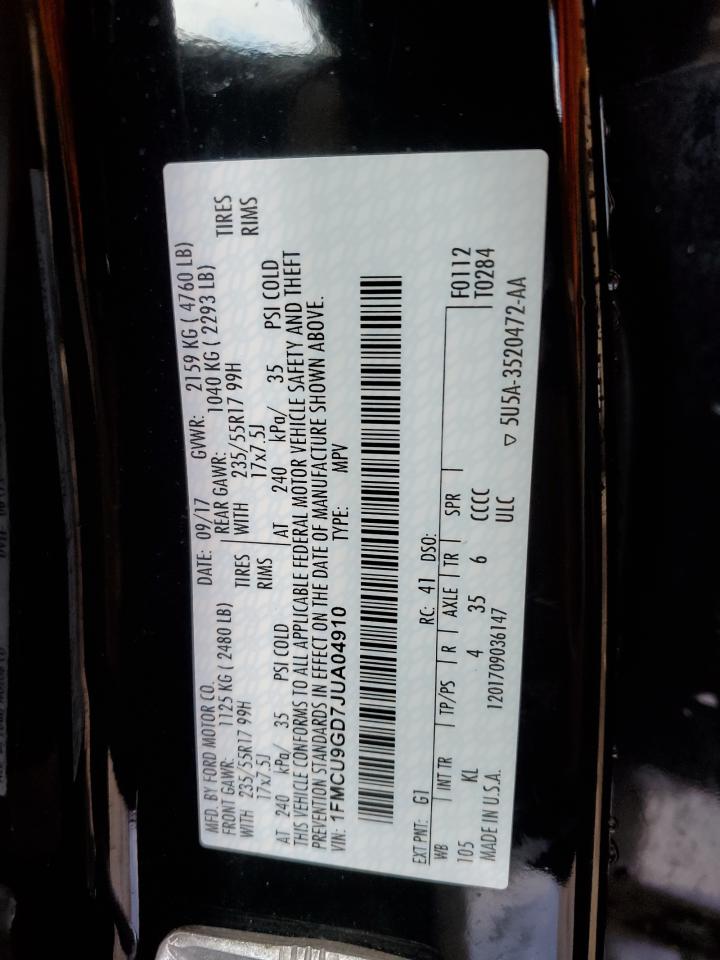 MFD. BY FORD MOTOR CO. DATE: 09/17 GVWR: 2159 KG ( 4760 LB)
FRONT GAWR: 1125 KG ( 2480 LB) REAR GAWR: 1040 KG ( 2293 LB)
WITH 235/55R17 99H TIRES WITH 235/55R17 99H TIRES
17x7.5J RIMS 17x7.5J RIMS
AT 240 kPa/ 35 PSI COLD AT 240 kPa/ 35 PSI COLD
THIS VEHICLE CONFORMS TO ALL APPLICABLE FEDERAL MOTOR VEHICLE SAFETY AND THEFT
PREVENTION STANDARDS IN EFFECT ON THE DATE OF MANUFACTURE SHOWN ABOVE.
VIN: 1FMCU9GD7JUA04910 TYPE: MPV
EXT PNT: G1 RC: 41 DSO:
WB INT TR TP/PS R AXLE TR SPR F0112
105 KL 4 35 6 CCCC T0284
MADE IN U.S.A. 1201709036147 ULC ▽ 5U5A-3520472-AA